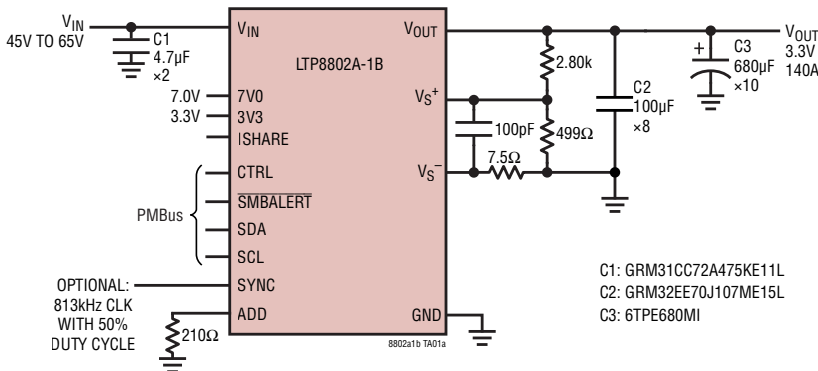 VIN
45V TO 65V
C1
4.7µF
×2
7.0V
3.3V
PMBus
OPTIONAL:
813kHz CLK
WITH 50%
DUTY CYCLE
210Ω
VIN
VOUT
LTP8802A-1B
7V0
3V3
ISHARE
CTRL
SMBALERT
SDA
SCL
SYNC
ADD
VS+
VS–
GND
8802a1b TA01a
2.80k
100pF
499Ω
7.5Ω
C2
100µF
×8
+
C3
680µF
×10
VOUT
3.3V
140A
C1: GRM31CC72A475KE11L
C2: GRM32EE70J107ME15L
C3: 6TPE680MI